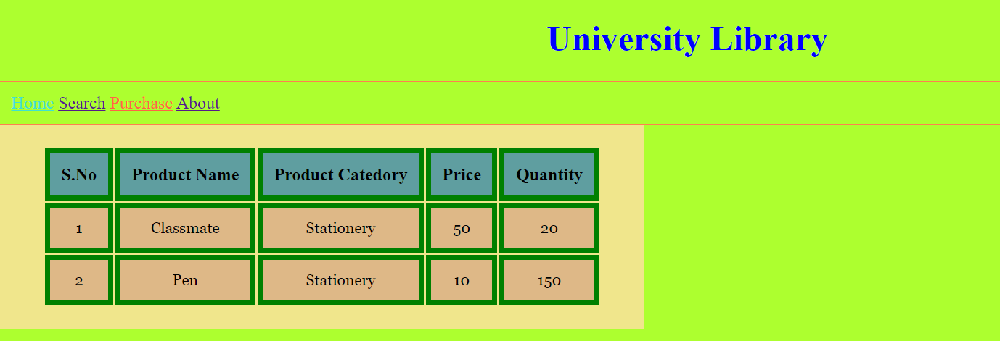 University Library
Home Search Purchase About
S.No Product Name Product Catedory Price Quantity
1 Classmate Stationery 50 20
2 Pen Stationery 10 150